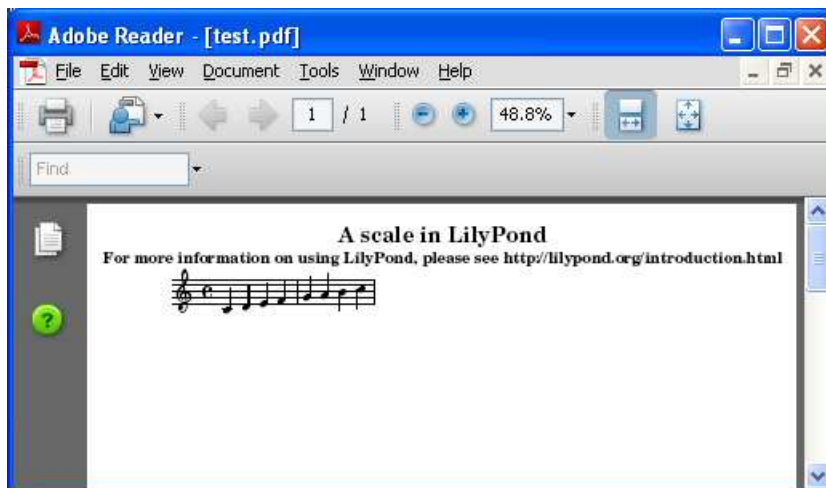 Adobe Reader - [test.pdf]
File Edit View Document Tools Window Help
1 / 1 48.8%
Find
A scale in LilyPond
For more information on using LilyPond, please see http://lilypond.org/introduction.html